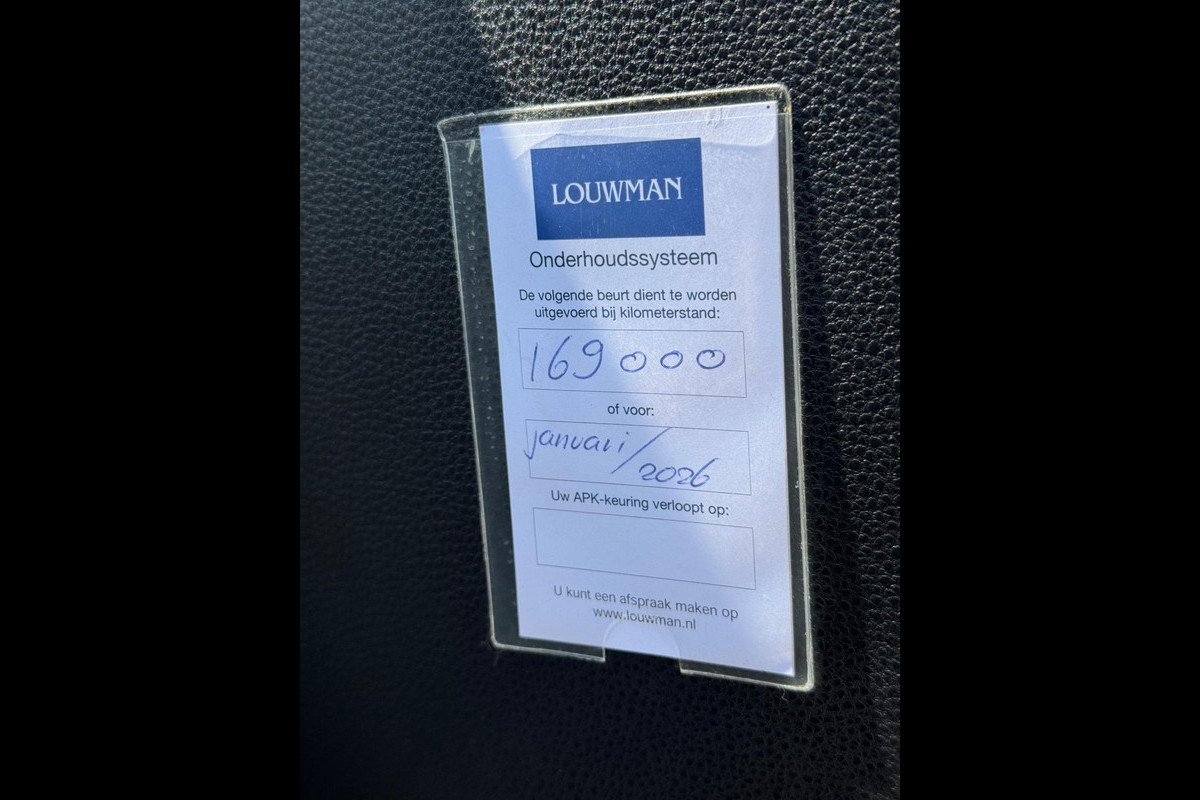 LOUWMAN
Onderhoudssysteem
De volgende beurt dient te worden
uitgevoerd bij kilometerstand:
169000
of voor:
januari/
2026
Uw APK-keuring verloopt op:
U kunt een afspraak maken op
www.louwman.nl